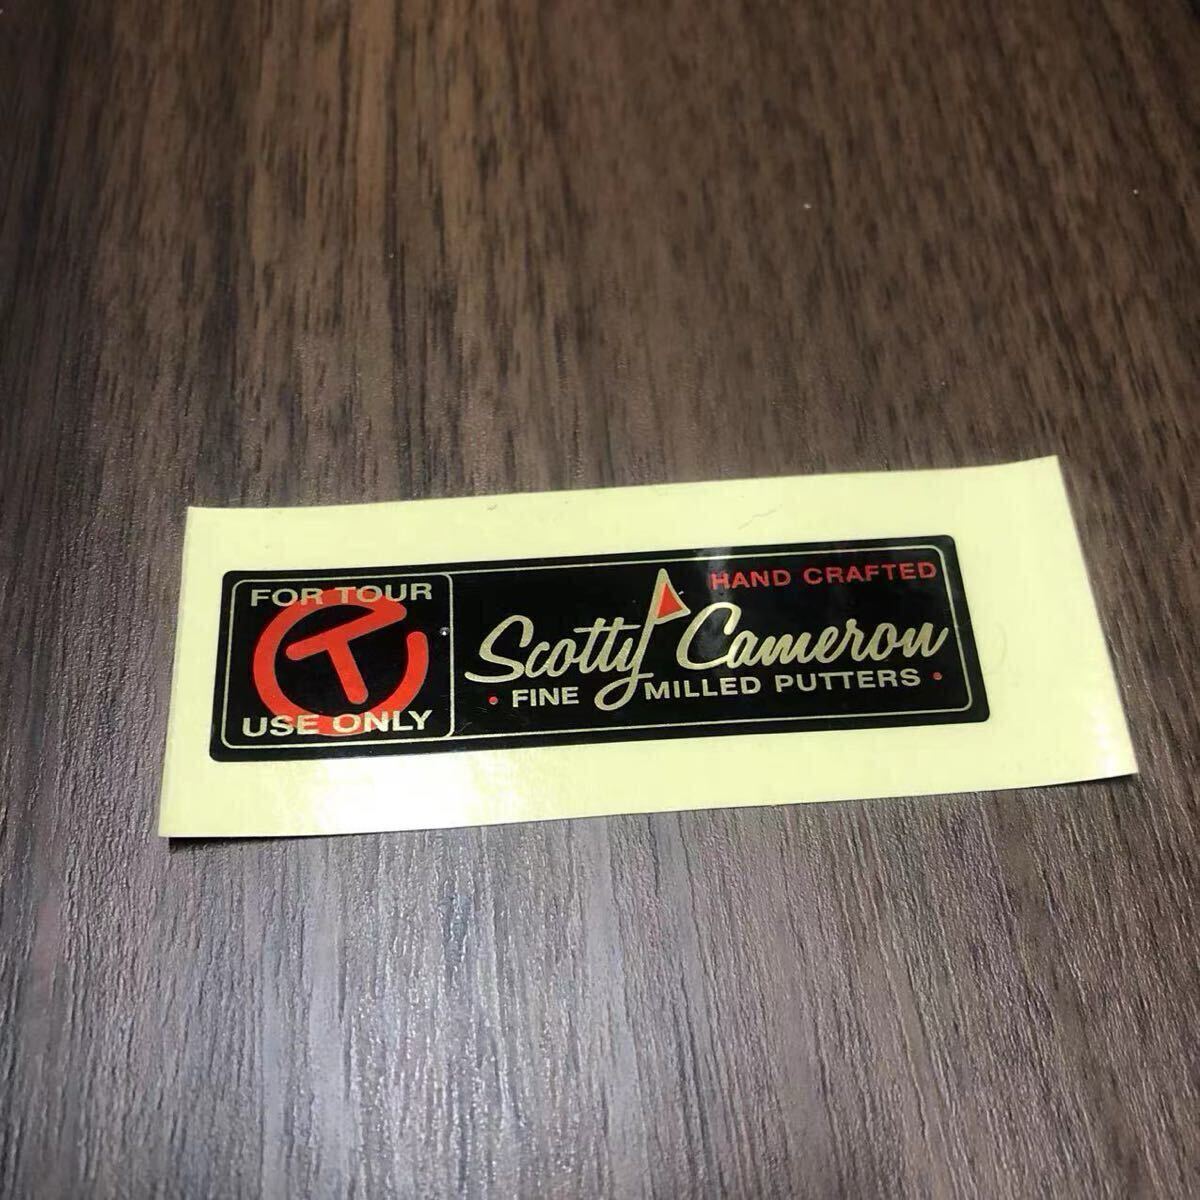 FOR TOUR
T
USE ONLY
HAND CRAFTED
Scotty Cameron
• FINE MILLED PUTTERS •